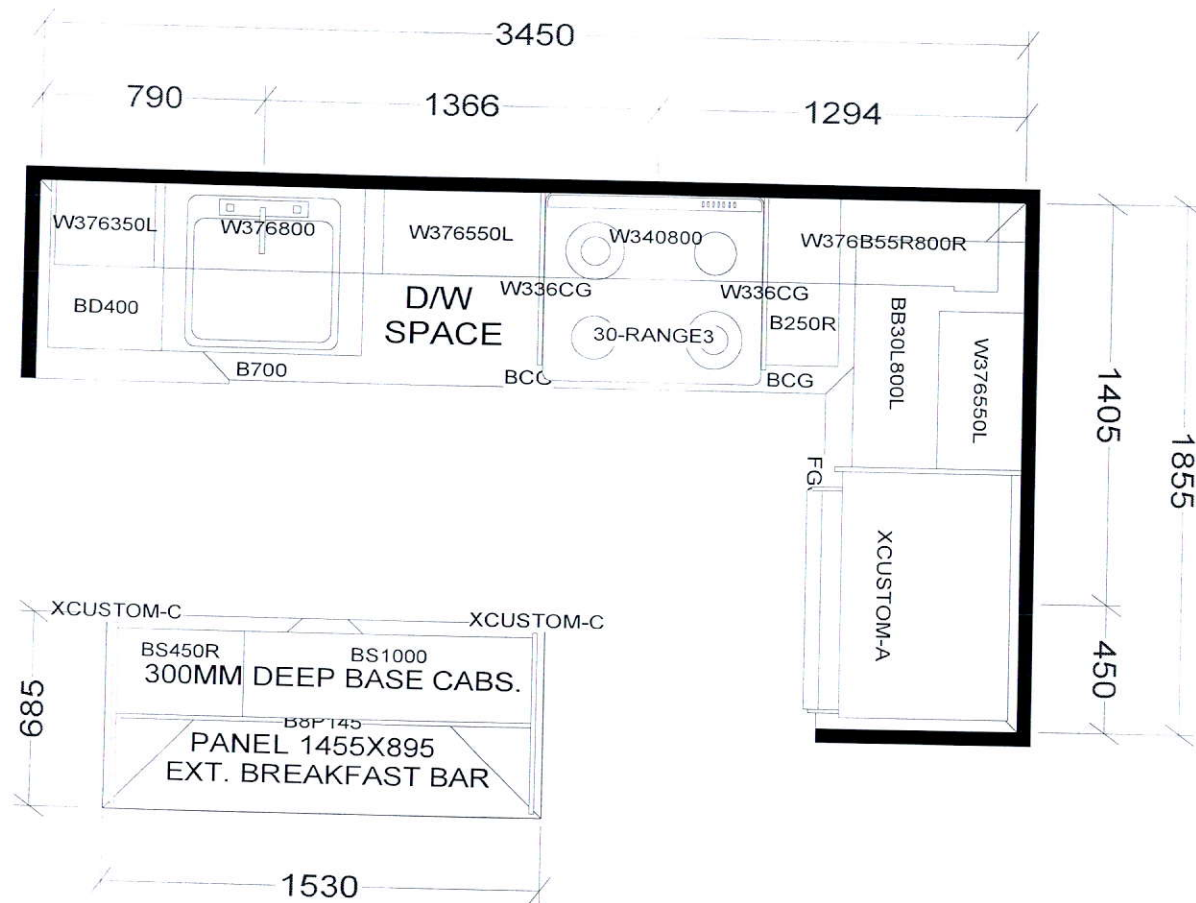 3450
790
1366
1294
W376350L
W376800
W376550L
W340800
W376B55R800R
W336CG
W336CG
BD400
D/W
SPACE
30-RANGE3
B250R
B700
BCG
BCG
BB30L800L
W376550L
1405
1855
FG
XCUSTOM-A
450
XCUSTOM-C
XCUSTOM-C
BS450R
BS1000
300MM DEEP BASE CABS.
B8P145
PANEL 1455X895
EXT. BREAKFAST BAR
685
1530